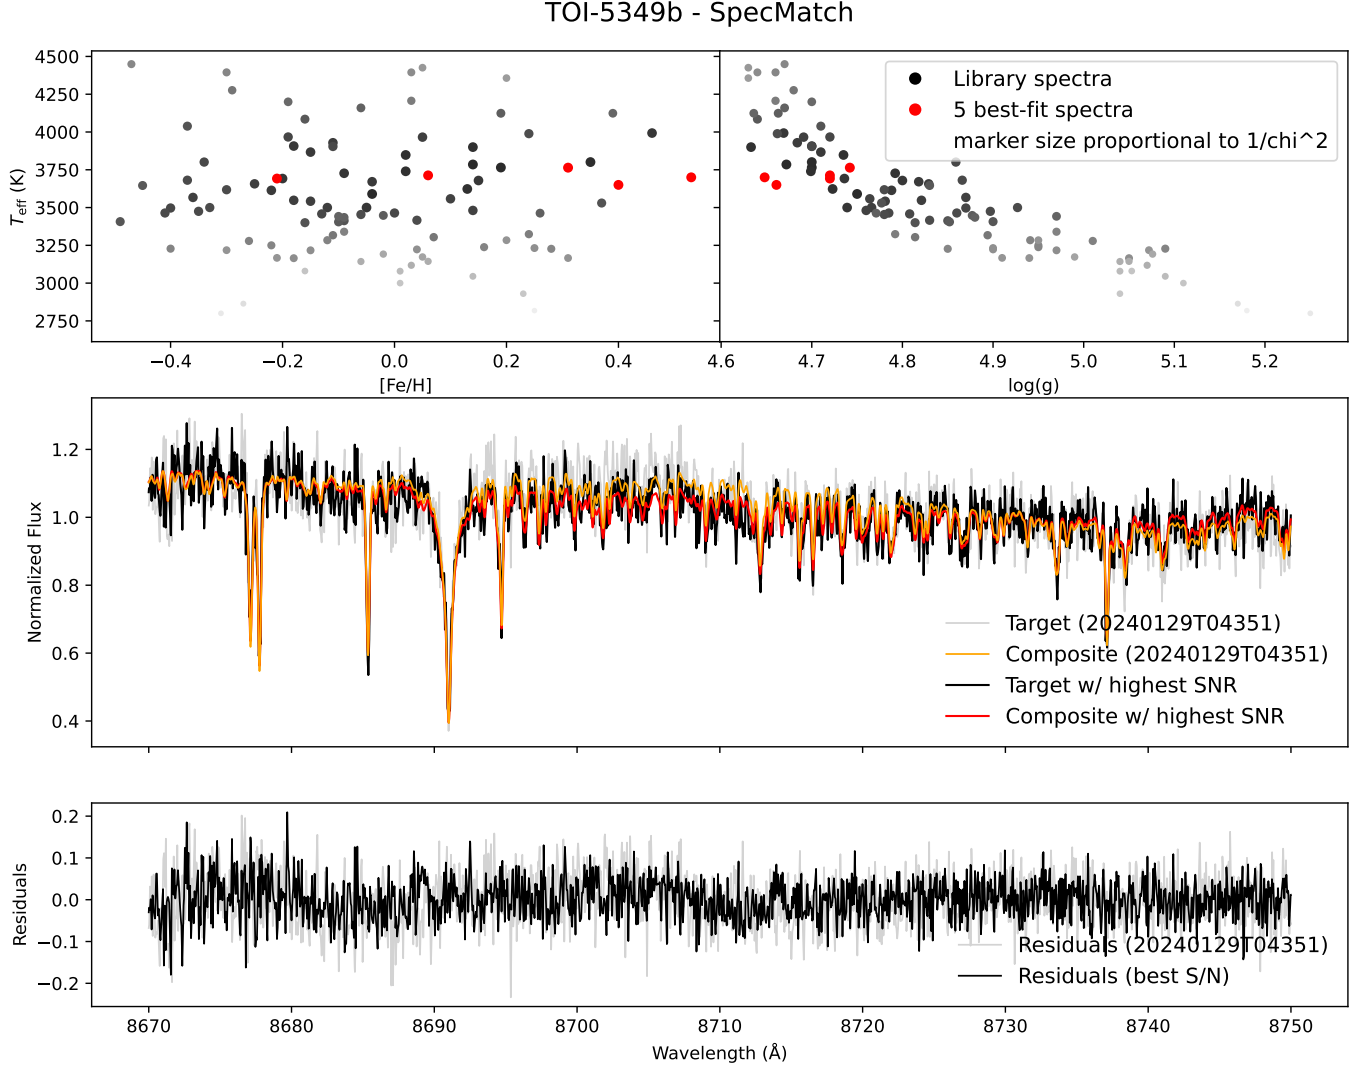 TOI-5349b - SpecMatch
4500
4250
4000
3750
3500
3250
3000
2750
Teff (K)
Library spectra
5 best-fit spectra
marker size proportional to 1/chi^2
−0.4 −0.2 0.0 0.2 0.4 4.6 4.7 4.8 4.9 5.0 5.1 5.2
[Fe/H] log(g)
1.2
1.0
0.8
0.6
0.4
Normalized Flux
Target (20240129T04351)
Composite (20240129T04351)
Target w/ highest SNR
Composite w/ highest SNR
0.2
0.1
0.0
−0.1
−0.2
Residuals
Residuals (20240129T04351)
Residuals (best S/N)
8670 8680 8690 8700 8710 8720 8730 8740 8750
Wavelength (Å)